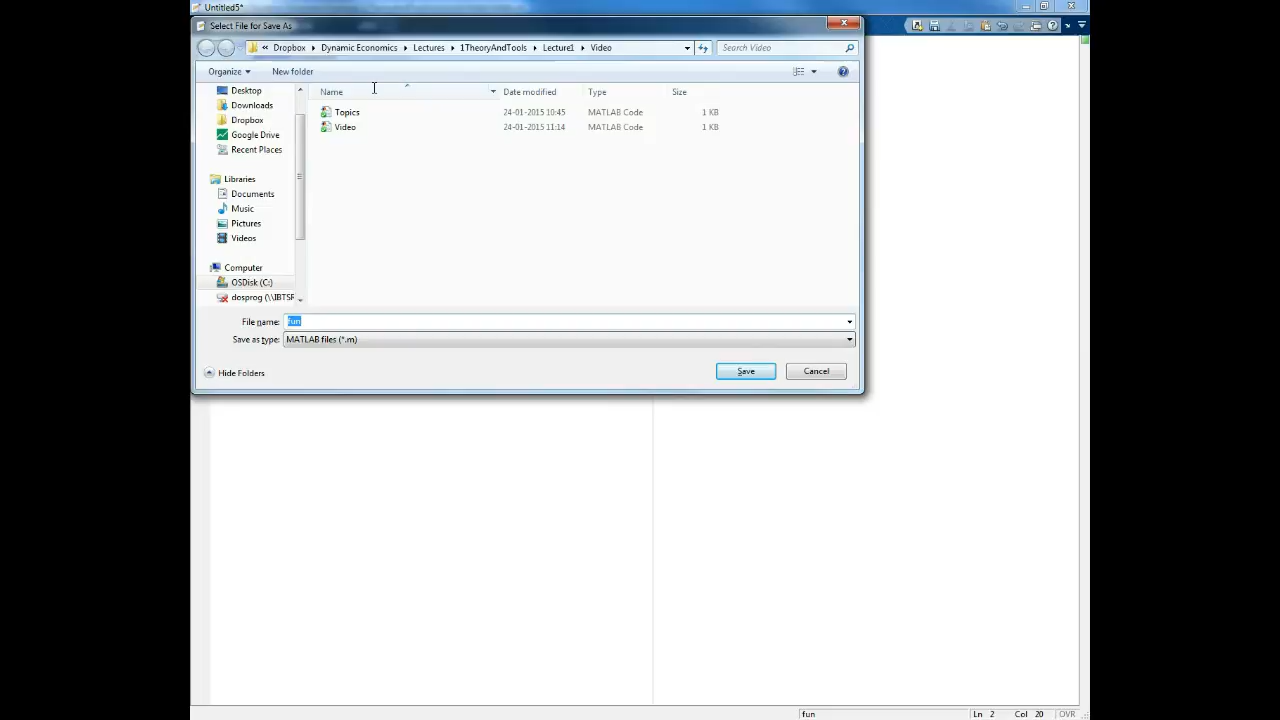 Untitled5*
Select File for Save As
« Dropbox Dynamic Economics Lectures 1TheoryAndTools Lecture1 Video
Search Video
Organize New folder
Name Date modified Type Size
Desktop
Downloads
Dropbox
Google Drive
Recent Places
Libraries
Documents
Music
Pictures
Videos
Computer
OSDisk (C:)
dosprog (\\IBTSR
Topics 24-01-2015 10:45 MATLAB Code 1 KB
Video 24-01-2015 11:14 MATLAB Code 1 KB
File name: fun
Save as type: MATLAB files (*.m)
Hide Folders
Save Cancel
fun Ln 2 Col 20 OVR